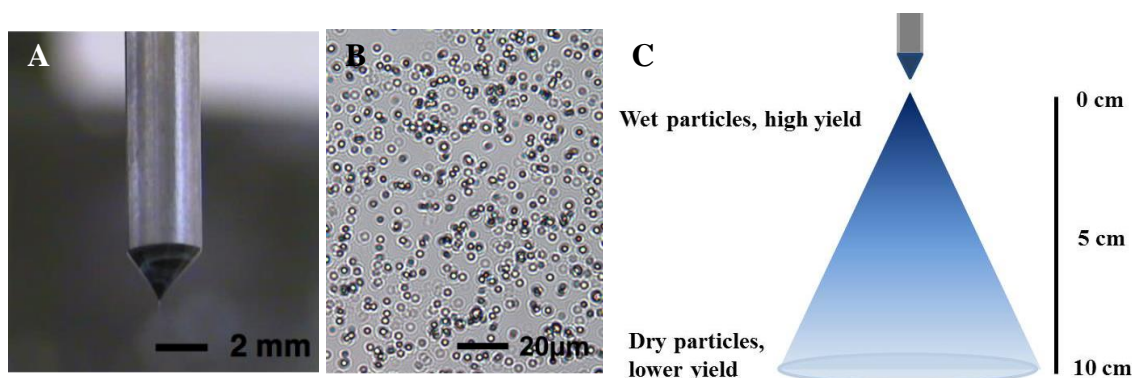 A
2 mm
B
20µm
C
Wet particles, high yield
0 cm
5 cm
Dry particles,
lower yield
10 cm